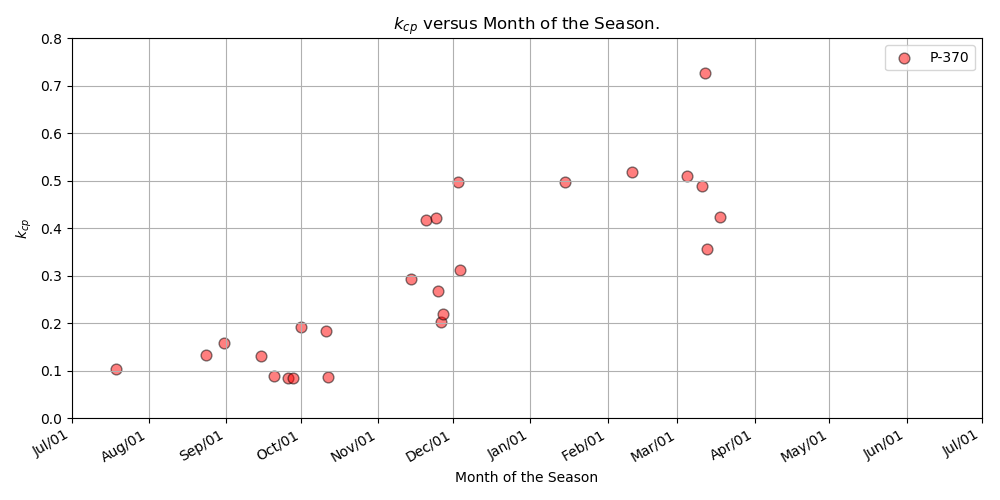 k_cp versus Month of the Season.
P-370
0.8
0.7
0.6
0.5
0.4
0.3
0.2
0.1
0.0
k_cp
Jul/01 Aug/01 Sep/01 Oct/01 Nov/01 Dec/01 Jan/01 Feb/01 Mar/01 Apr/01 May/01 Jun/01 Jul/01
Month of the Season